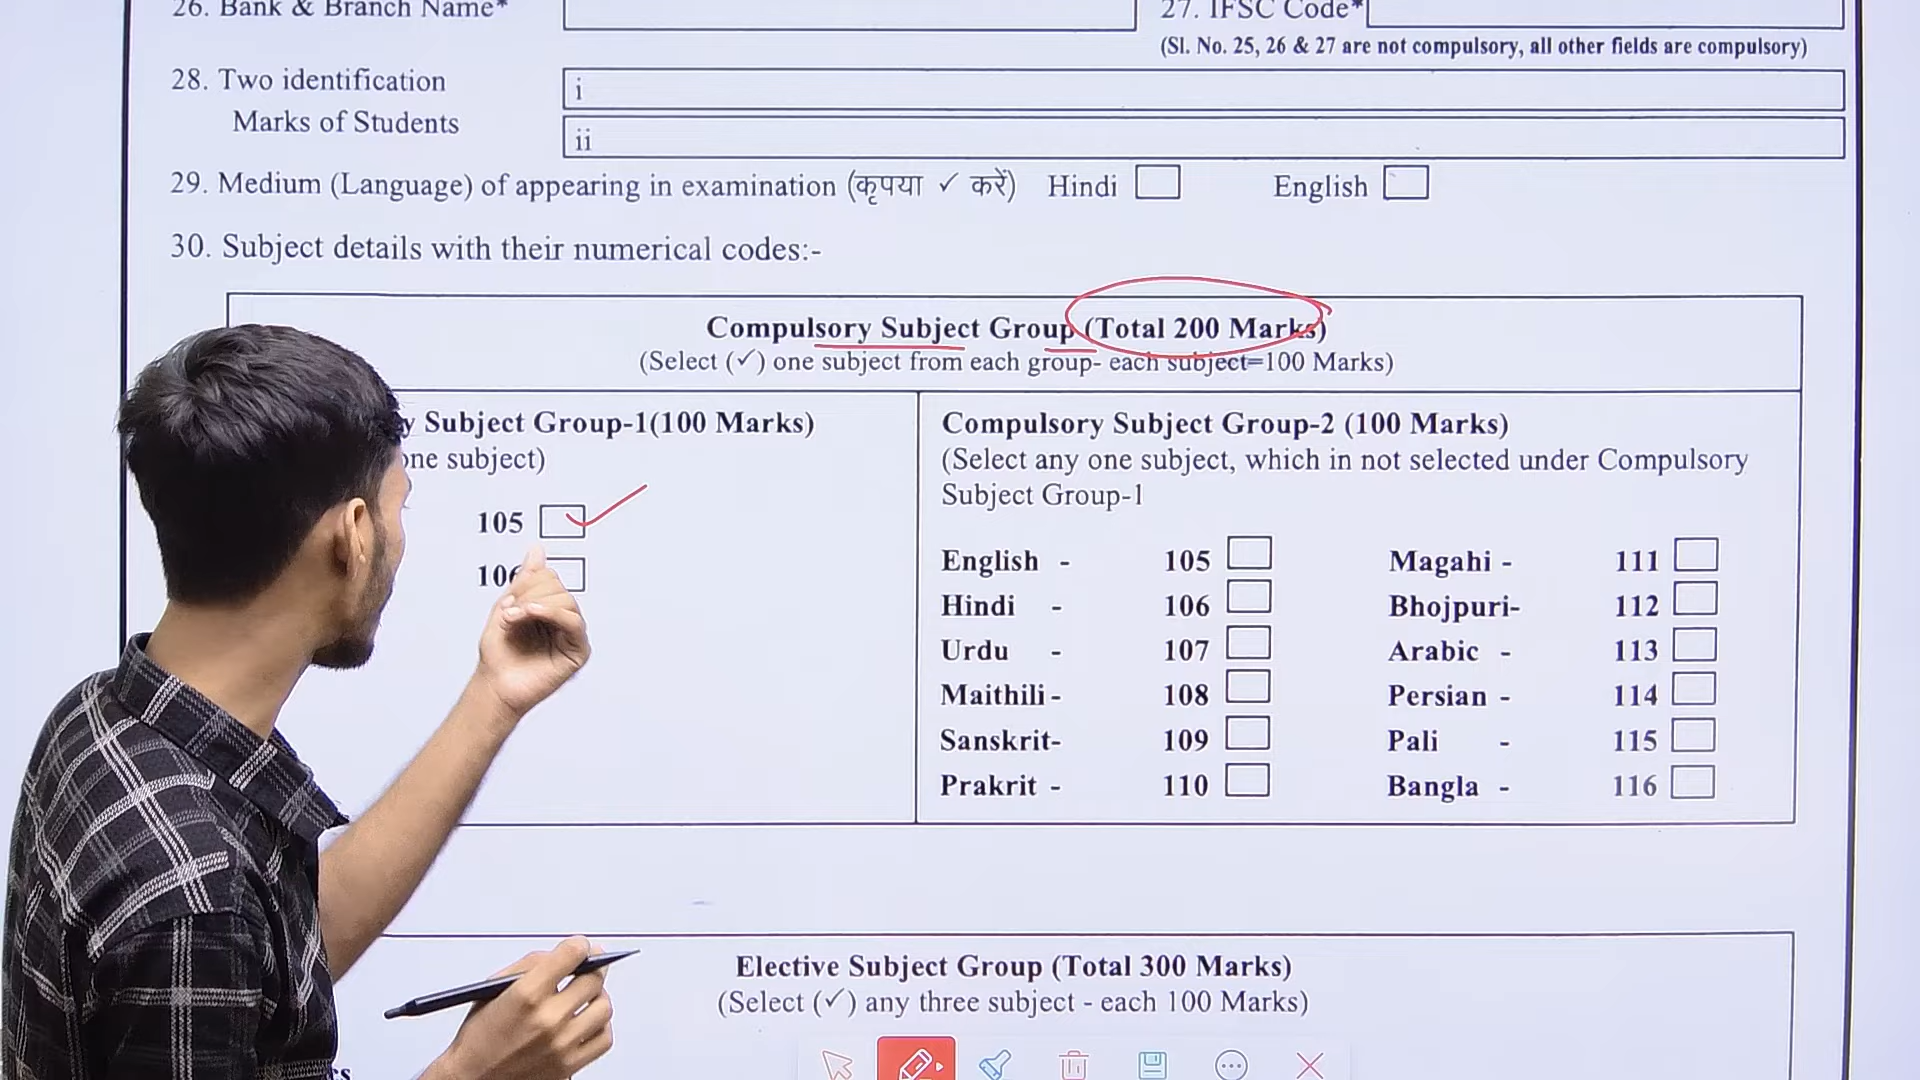 26. Bank & Branch Name*
27. IFSC Code*
(Sl. No. 25, 26 & 27 are not compulsory, all other fields are compulsory)
28. Two identification
Marks of Students
i
ii
29. Medium (Language) of appearing in examination (कृपया ✓ करें) Hindi English
30. Subject details with their numerical codes:-
Compulsory Subject Group (Total 200 Marks)
(Select (✓) one subject from each group- each subject=100 Marks)
y Subject Group-1(100 Marks)
one subject)
105
106
Compulsory Subject Group-2 (100 Marks)
(Select any one subject, which in not selected under Compulsory
Subject Group-1
English - 105 Magahi - 111
Hindi - 106 Bhojpuri- 112
Urdu - 107 Arabic - 113
Maithili - 108 Persian - 114
Sanskrit- 109 Pali - 115
Prakrit - 110 Bangla - 116
Elective Subject Group (Total 300 Marks)
(Select (✓) any three subject - each 100 Marks)